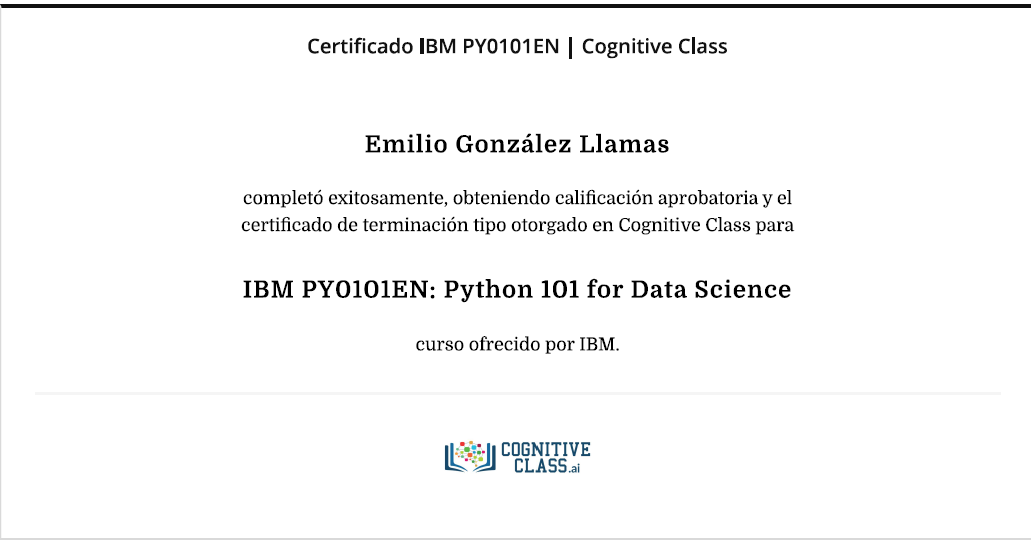 Certificado IBM PY0101EN | Cognitive Class
Emilio González Llamas
completó exitosamente, obteniendo calificación aprobatoria y el
certificado de terminación tipo otorgado en Cognitive Class para
IBM PY0101EN: Python 101 for Data Science
curso ofrecido por IBM.
COGNITIVE
CLASS.ai